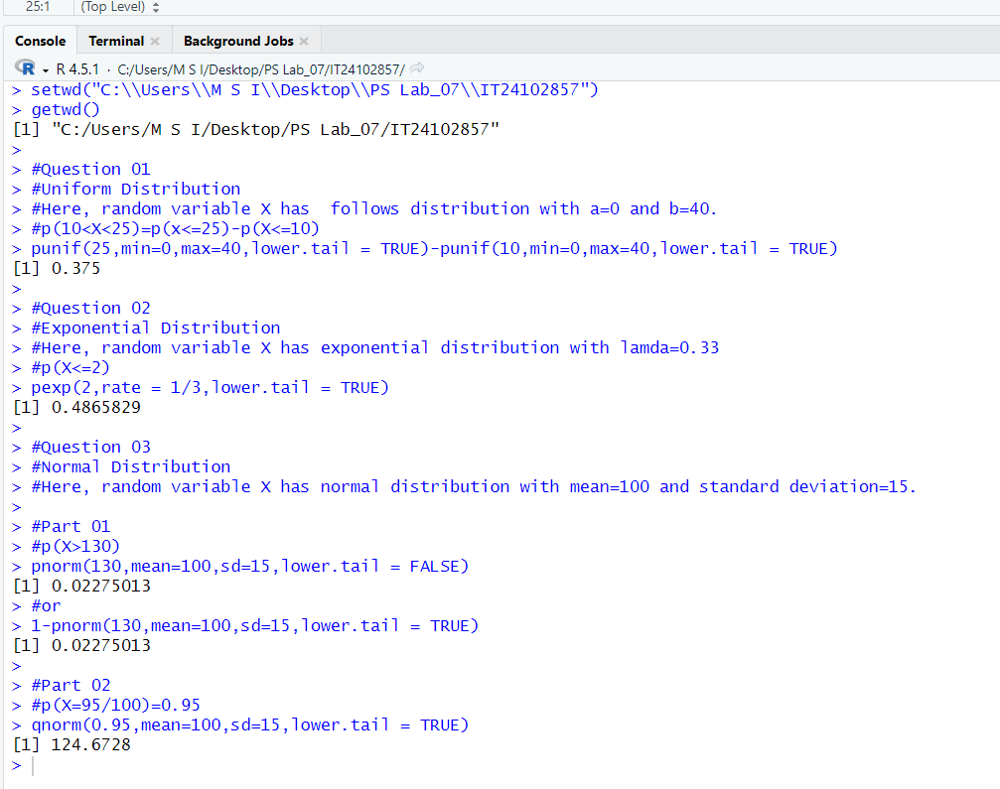 25:1 (Top Level)
Console Terminal Background Jobs
R R 4.5.1 · C:/Users/M S I/Desktop/PS Lab_07/IT24102857/
> setwd("C:\\Users\\M S I\\Desktop\\PS Lab_07\\IT24102857")
> getwd()
[1] "C:/Users/M S I/Desktop/PS Lab_07/IT24102857"
>
> #Question 01
> #Uniform Distribution
> #Here, random variable X has  follows distribution with a=0 and b=40.
> #p(10<X<25)=p(x<=25)-p(X<=10)
> punif(25,min=0,max=40,lower.tail = TRUE)-punif(10,min=0,max=40,lower.tail = TRUE)
[1] 0.375
>
> #Question 02
> #Exponential Distribution
> #Here, random variable X has exponential distribution with lamda=0.33
> #p(X<=2)
> pexp(2,rate = 1/3,lower.tail = TRUE)
[1] 0.4865829
>
> #Question 03
> #Normal Distribution
> #Here, random variable X has normal distribution with mean=100 and standard deviation=15.
>
> #Part 01
> #p(X>130)
> pnorm(130,mean=100,sd=15,lower.tail = FALSE)
[1] 0.02275013
> #or
> 1-pnorm(130,mean=100,sd=15,lower.tail = TRUE)
[1] 0.02275013
>
> #Part 02
> #p(X=95/100)=0.95
> qnorm(0.95,mean=100,sd=15,lower.tail = TRUE)
[1] 124.6728
>